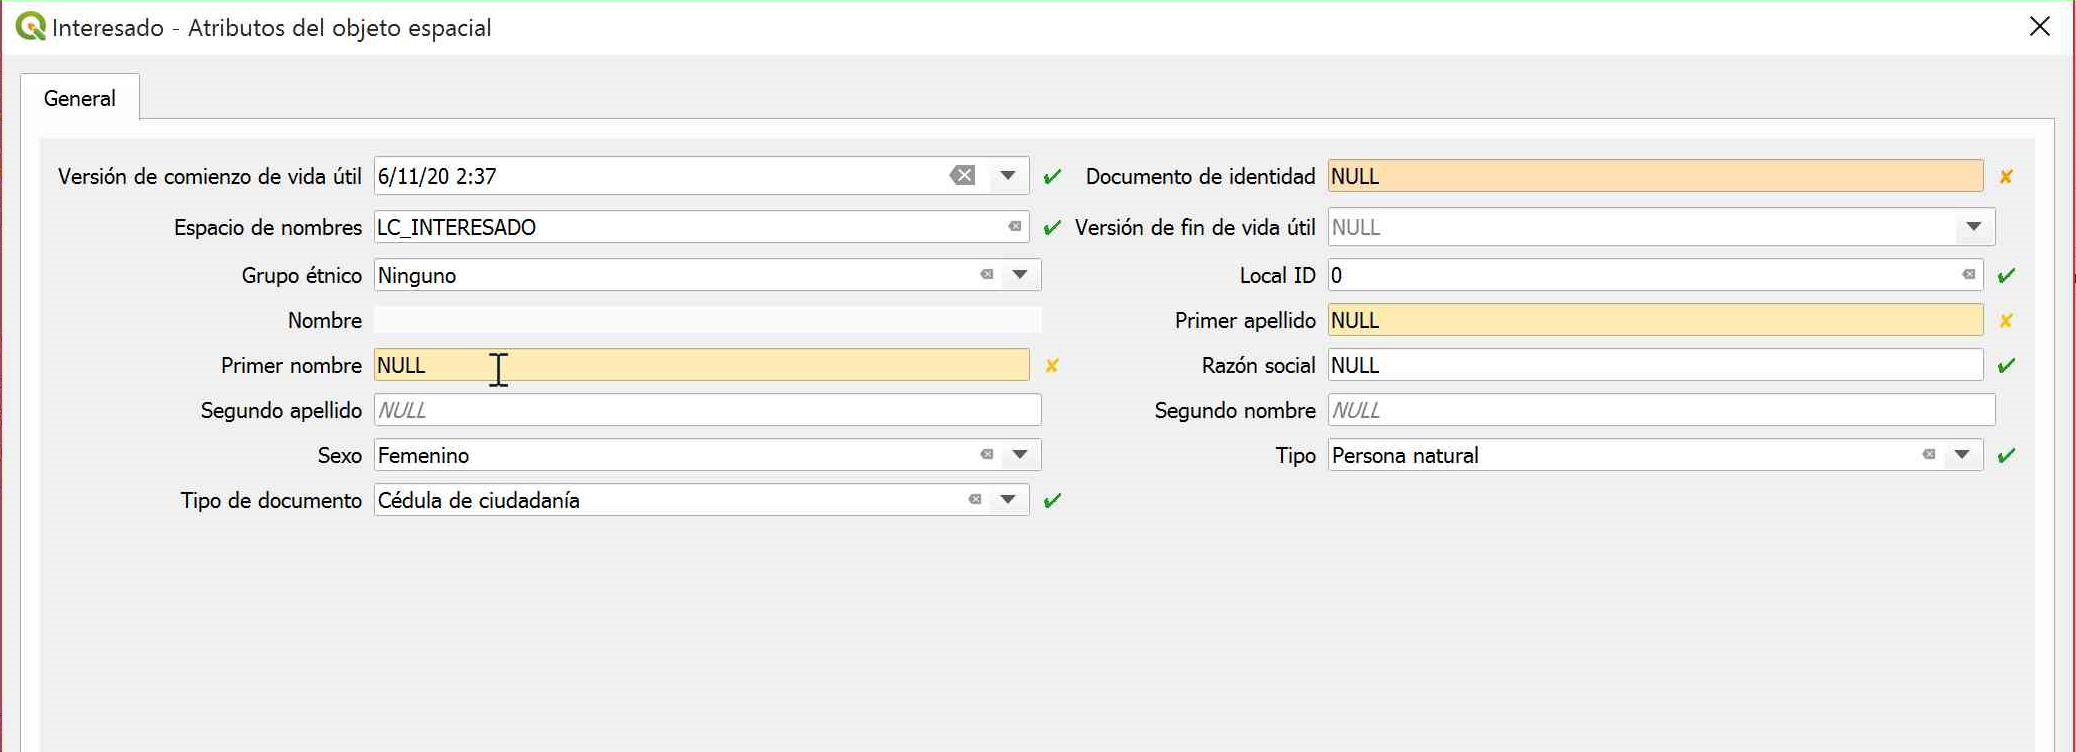 Interesado - Atributos del objeto espacial
General
Versión de comienzo de vida útil 6/11/20 2:37 Documento de identidad NULL
Espacio de nombres LC_INTERESADO Versión de fin de vida útil NULL
Grupo étnico Ninguno Local ID 0
Nombre Primer apellido NULL
Primer nombre NULL Razón social NULL
Segundo apellido NULL Segundo nombre NULL
Sexo Femenino Tipo Persona natural
Tipo de documento Cédula de ciudadanía